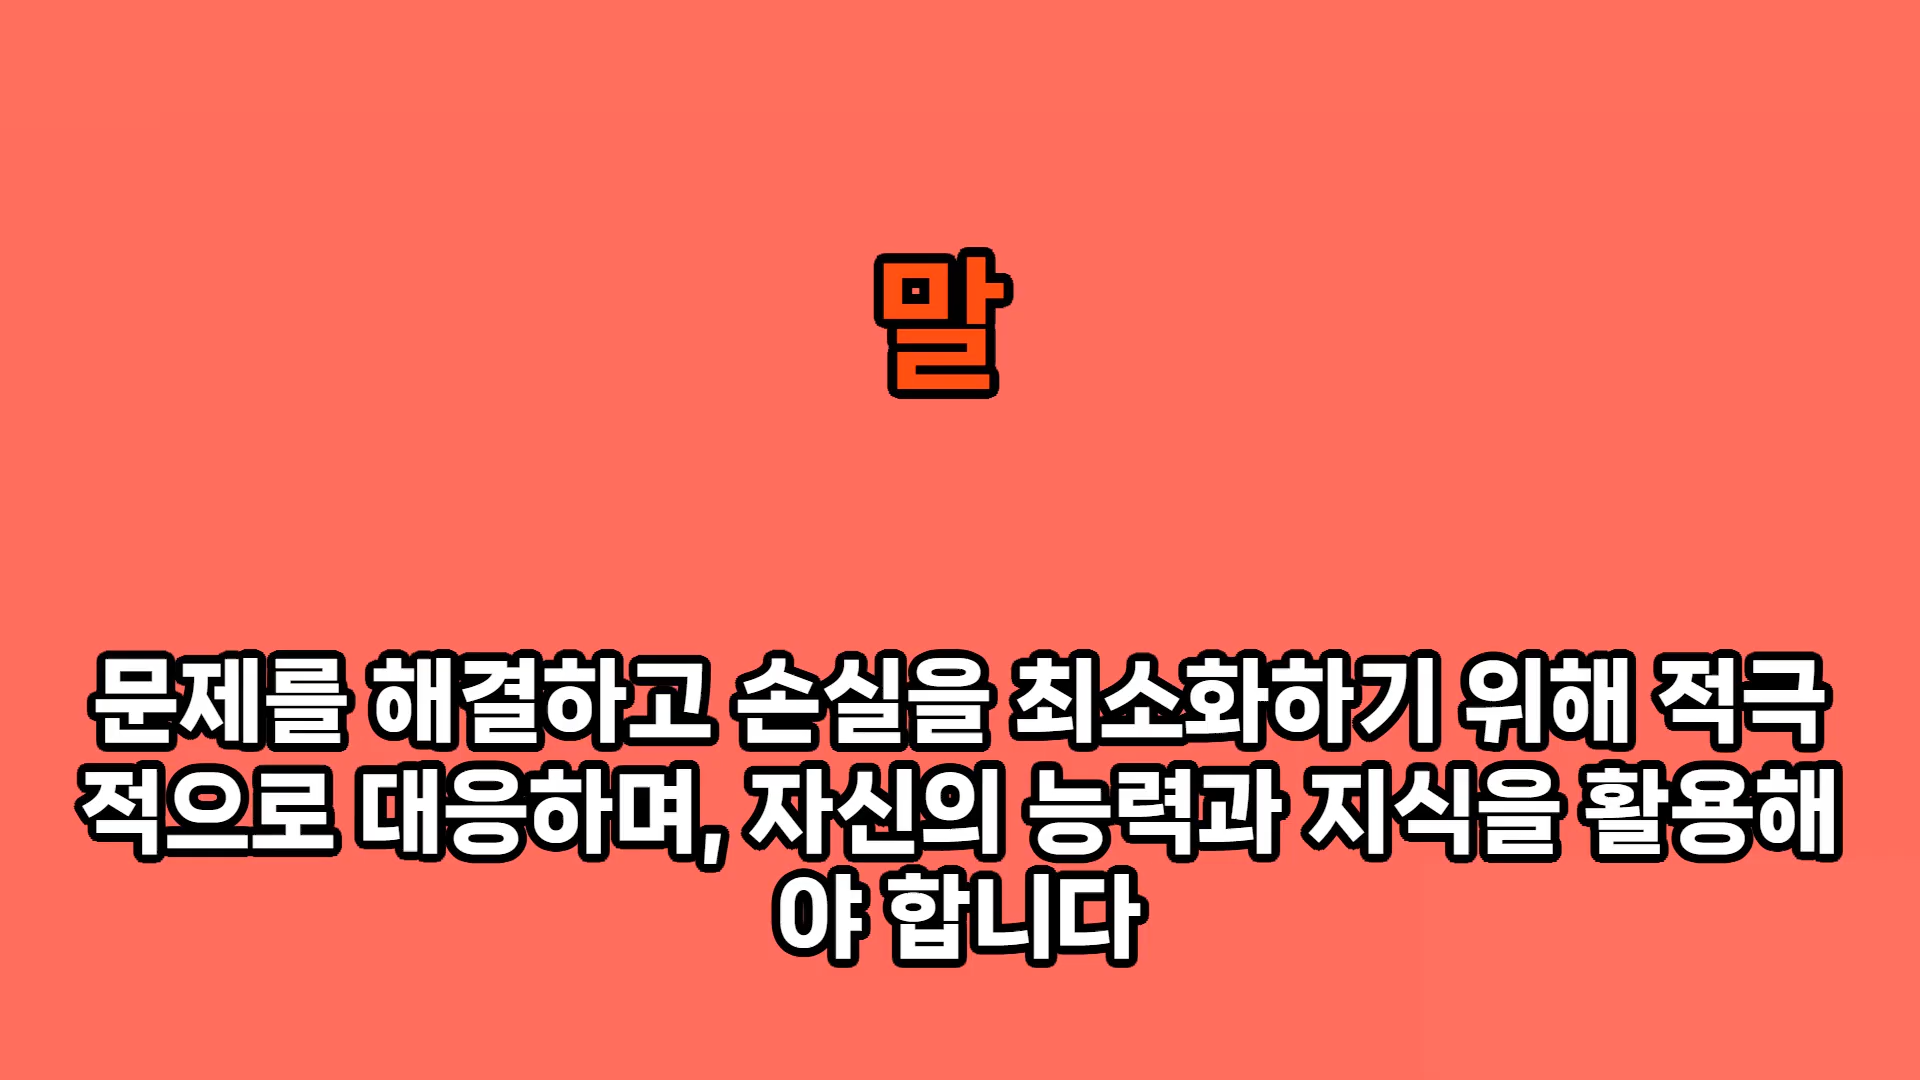 말
문제를 해결하고 손실을 최소화하기 위해 적극
적으로 대응하며, 자신의 능력과 지식을 활용해
야 합니다